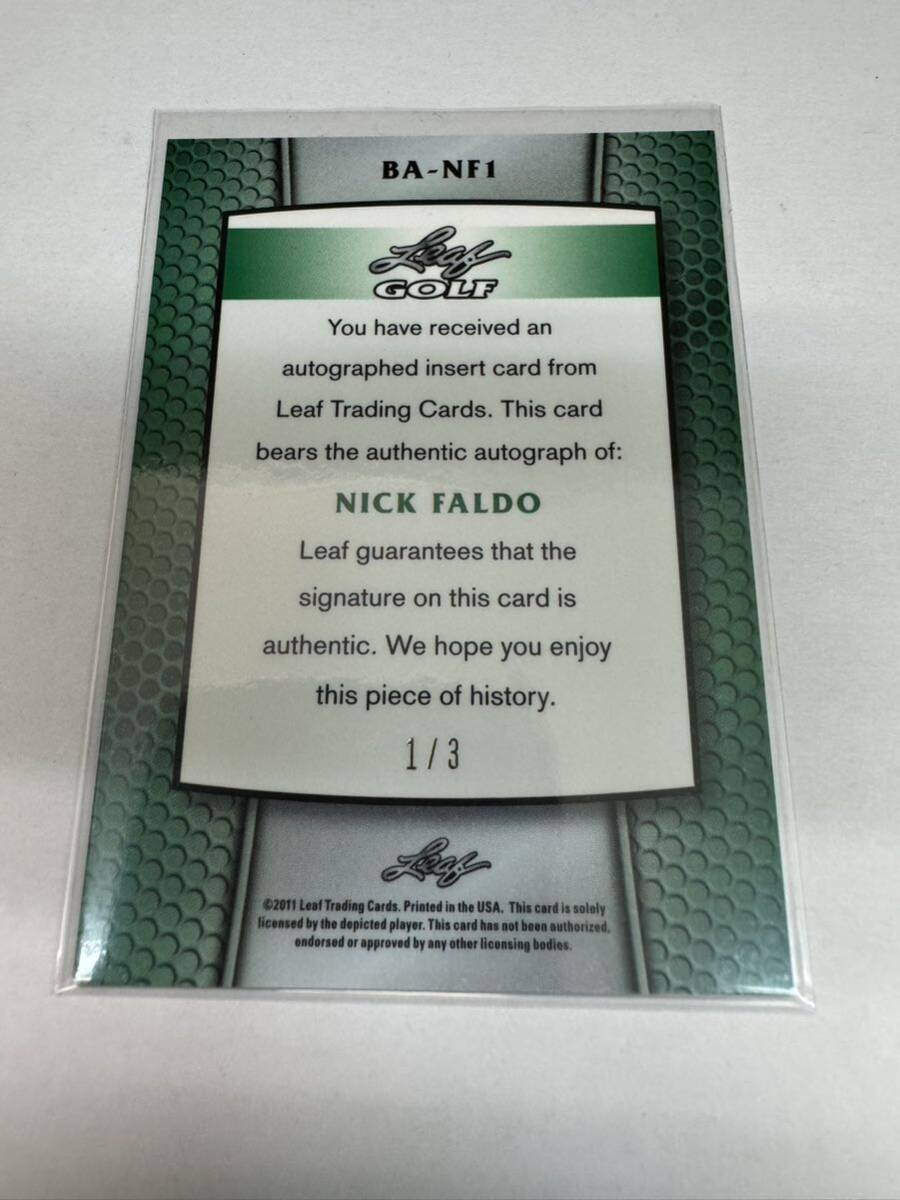 BA-NF1
Leaf
GOLF
You have received an
autographed insert card from
Leaf Trading Cards. This card
bears the authentic autograph of:
NICK FALDO
Leaf guarantees that the
signature on this card is
authentic. We hope you enjoy
this piece of history.
1/3
Leaf
©2011 Leaf Trading Cards. Printed in the USA. This card is solely
licensed by the depicted player. This card has not been authorized,
endorsed or approved by any other licensing bodies.